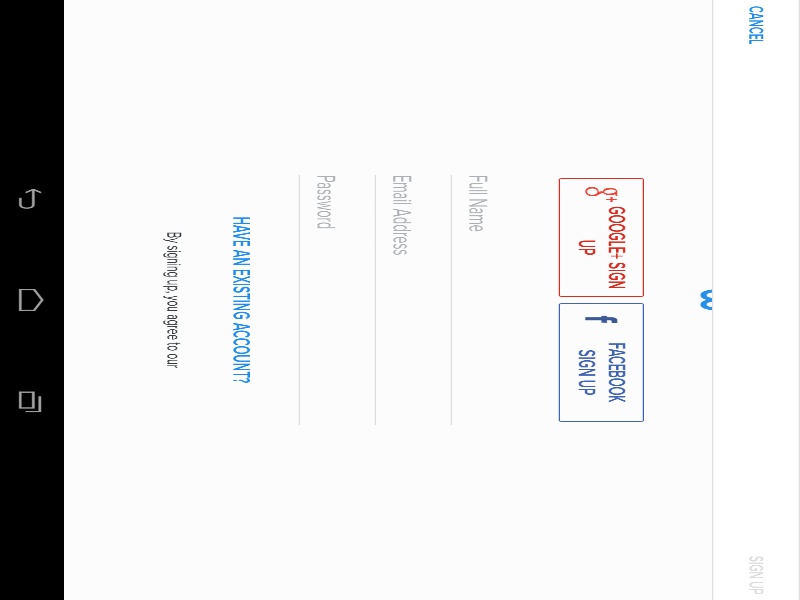 CANCEL
SIGN UP
g+ GOOGLE+ SIGN
UP
f FACEBOOK
SIGN UP
Full Name
Email Address
Password
HAVE AN EXISTING ACCOUNT?
By signing up, you agree to our